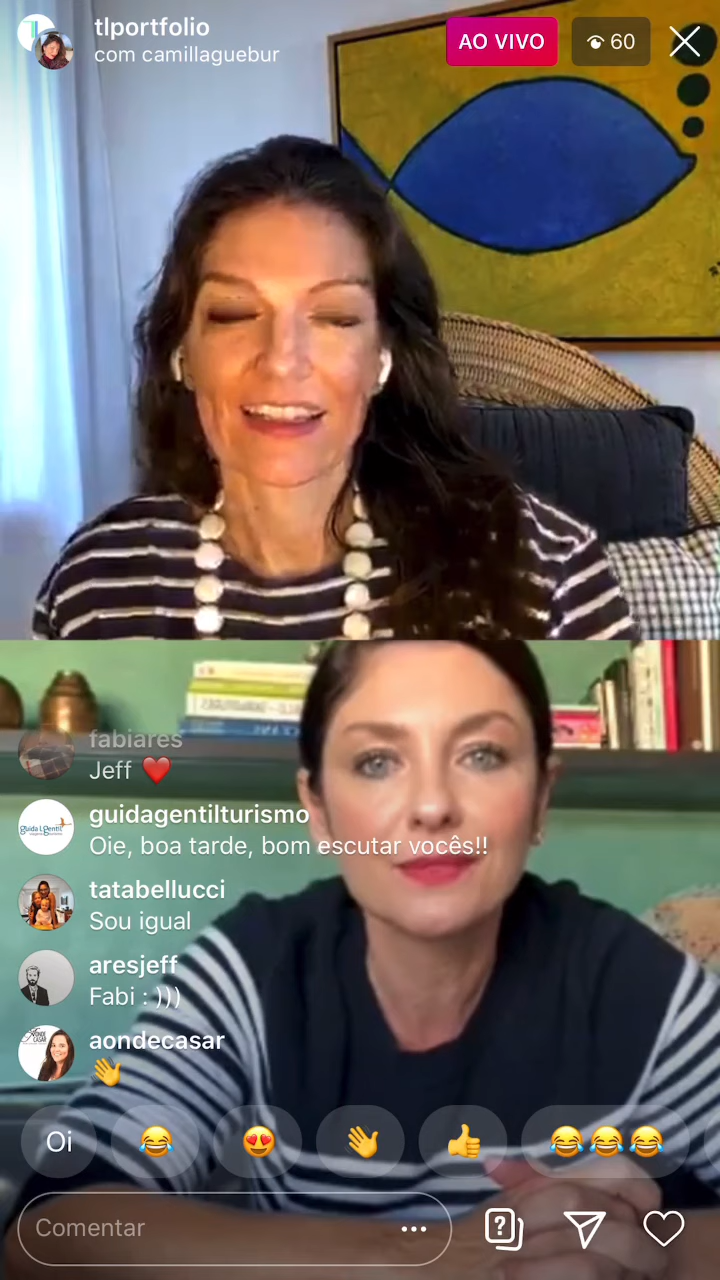 tlportfolio
com camillaguebur
AO VIVO
60
fabiares
Jeff ❤️
guidagentilturismo
Oie, boa tarde, bom escutar vocês!!
tatabellucci
Sou igual
aresjeff
Fabi : )))
aondecasar
👋
Oi 😂 😍 👋 👍 😂😂😂
Comentar